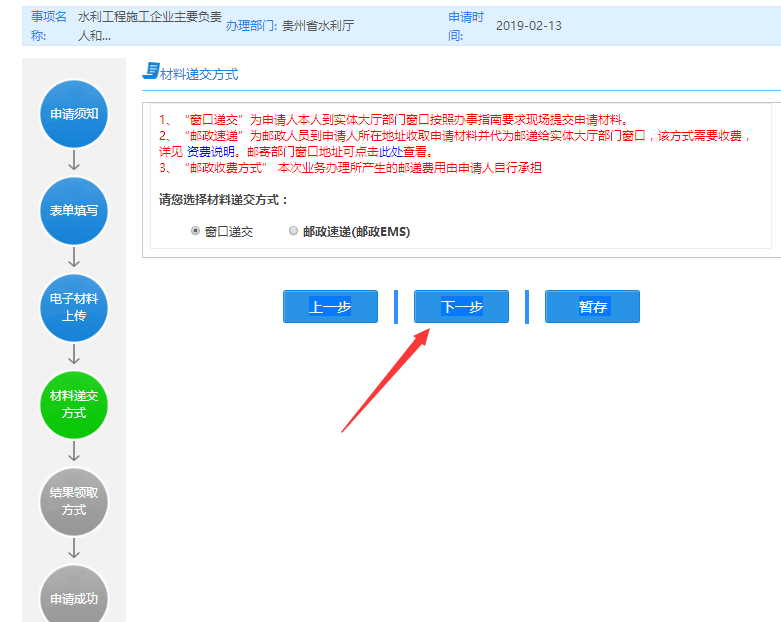 事项名称: 水利工程施工企业主要负责人和... 办理部门: 贵州省水利厅 申请时间: 2019-02-13
材料递交方式
1、“窗口递交”为申请人本人到实体大厅部门窗口按照办事指南要求现场提交申请材料。
2、“邮政速递”为邮政人员到申请人所在地址收取申请材料并代为邮递给实体大厅部门窗口，该方式需要收费，
详见 资费说明。邮寄部门窗口地址可点击此处查看。
3、“邮政收费方式” 本次业务办理所产生的邮递费用由申请人自行承担
请您选择材料递交方式：
窗口递交 邮政速递(邮政EMS)
上一步 下一步 暂存
申请须知
表单填写
电子材料
上传
材料递交
方式
结果领取
方式
申请成功